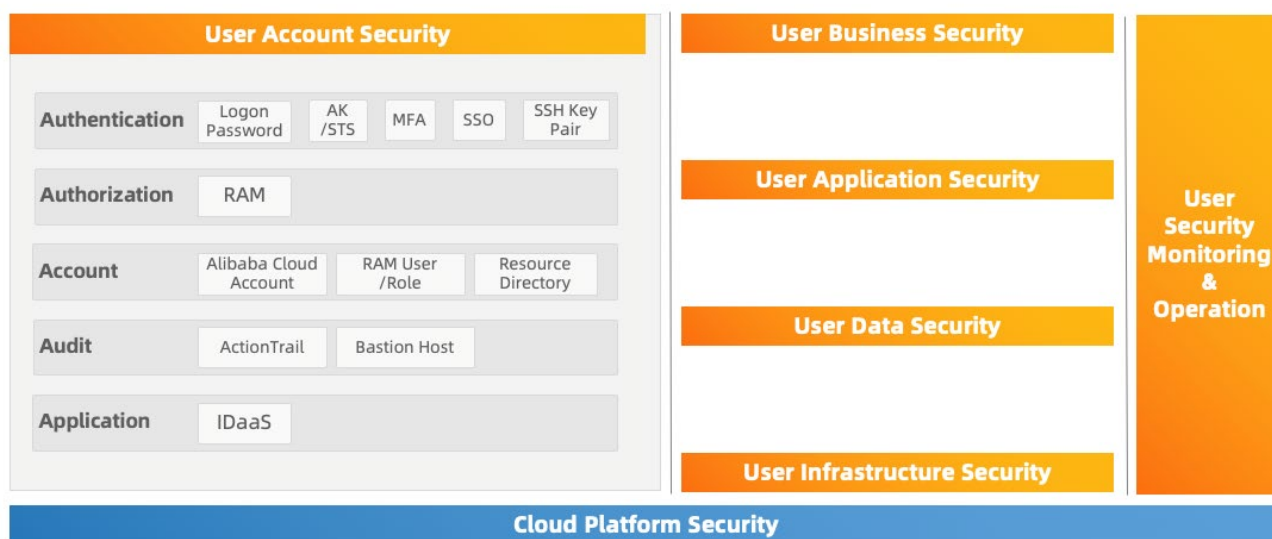 User Account Security
Authentication
Logon
Password
AK
/STS
MFA
SSO
SSH Key
Pair
Authorization
RAM
Account
Alibaba Cloud
Account
RAM User
/Role
Resource
Directory
Audit
ActionTrail
Bastion Host
Application
IDaaS
User Business Security
User Application Security
User Data Security
User Infrastructure Security
User
Security
Monitoring
&
Operation
Cloud Platform Security